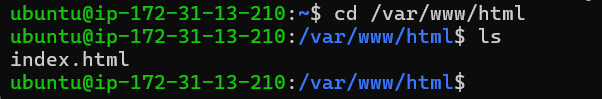 ubuntu@ip-172-31-13-210:~$ cd /var/www/html
ubuntu@ip-172-31-13-210:/var/www/html$ ls
index.html
ubuntu@ip-172-31-13-210:/var/www/html$